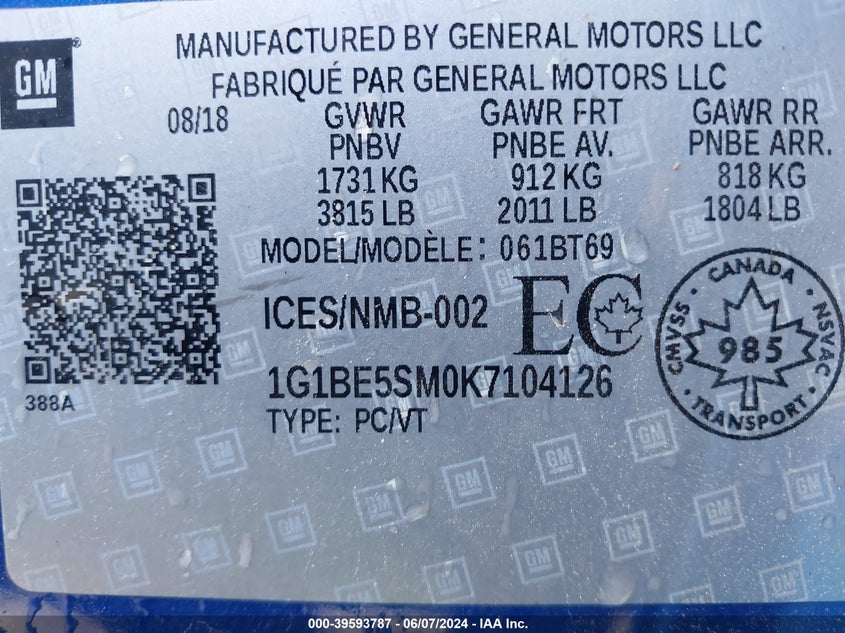 GM
MANUFACTURED BY GENERAL MOTORS LLC
FABRIQUÉ PAR GENERAL MOTORS LLC
08/18 GVWR GAWR FRT GAWR RR
PNBV PNBE AV. PNBE ARR.
1731 KG 912 KG 818 KG
3815 LB 2011 LB 1804 LB
MODEL/MODÈLE: 061BT69
ICES/NMB-002 EC
1G1BE5SM0K7104126
TYPE: PC/VT
388A
CANADA
CMVSS 985 NSVAC
TRANSPORT
000-39593787 - 06/07/2024 - IAA Inc.